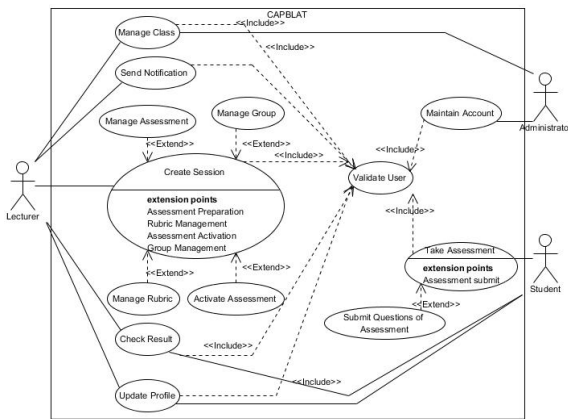 CAPBLAT
<<Include>>
Manage Class
<<Include>>
Send Notification
Manage Assessment
Manage Group
Maintain Account
Administrato
<<Extend>>
<<Extend>>
<<Include>>
<<Include>>
Create Session
Validate User
Lecturer
extension points
Assessment Preparation
Rubric Management
Assessment Activation
Group Management
<<Include>>
Take Assessment
extension points
Assessment submit
<<Extend>>
<<Extend>>
Manage Rubric
Activate Assessment
Student
<<Extend>>
Submit Questions of
Assessment
Check Result
<<Include>>
<<Include>>
Update Profile